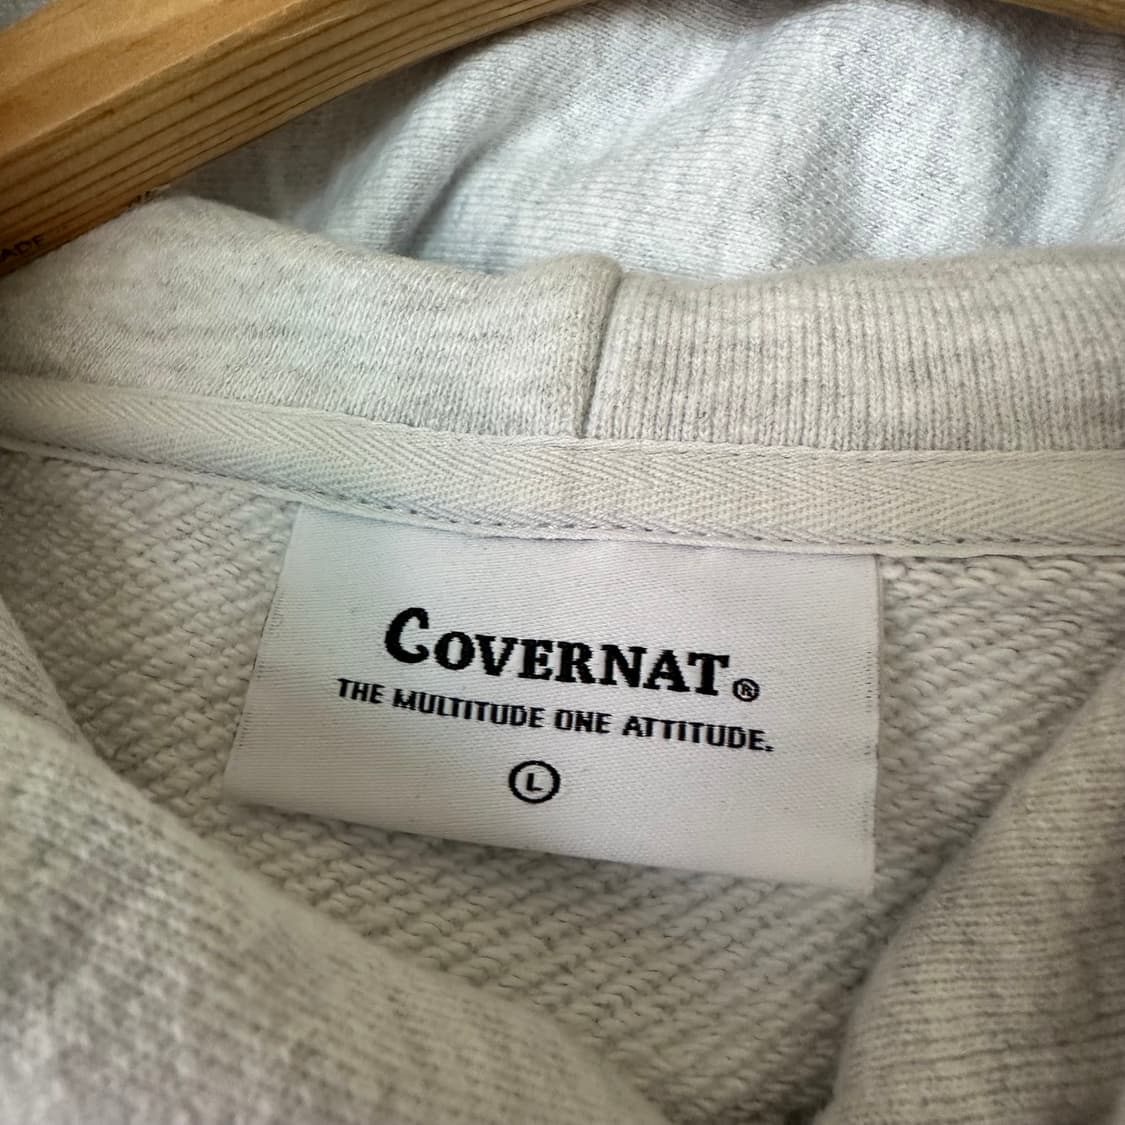 COVERNAT®
THE MULTITUDE ONE ATTITUDE.
L